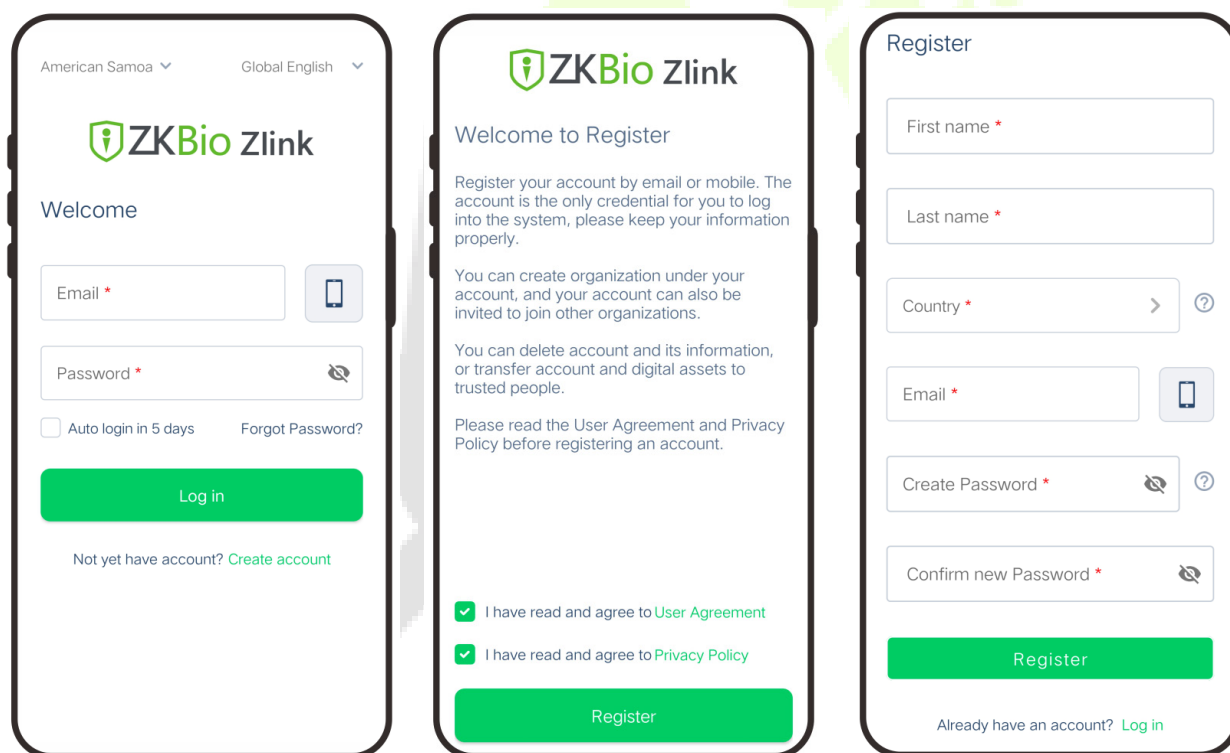 American Samoa Global English
ZKBio Zlink
Welcome
Email *
Password *
Auto login in 5 days Forgot Password?
Log in
Not yet have account? Create account
ZKBio Zlink
Welcome to Register
Register your account by email or mobile. The
account is the only credential for you to log
into the system, please keep your information
properly.
You can create organization under your
account, and your account can also be
invited to join other organizations.
You can delete account and its information,
or transfer account and digital assets to
trusted people.
Please read the User Agreement and Privacy
Policy before registering an account.
I have read and agree to User Agreement
I have read and agree to Privacy Policy
Register
Register
First name *
Last name *
Country * ?
Email *
Create Password * ?
Confirm new Password *
Register
Already have an account? Log in